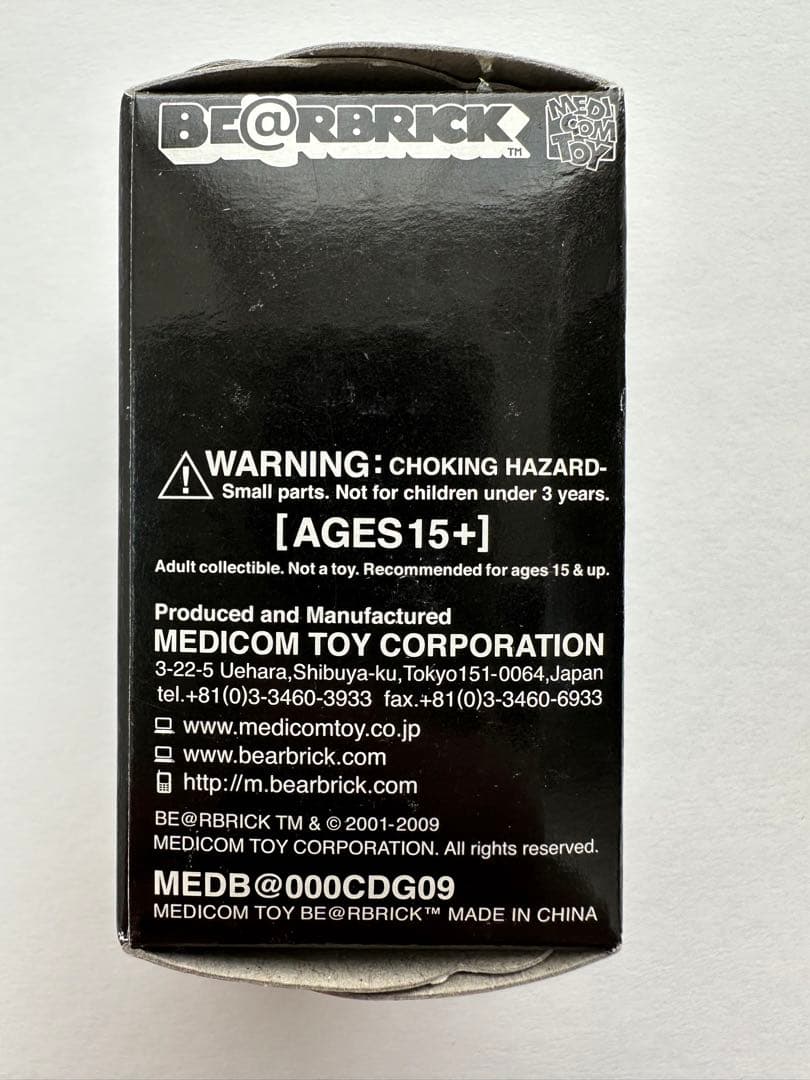 BE@RBRICK TM
MEDI COM TOY
WARNING: CHOKING HAZARD-
Small parts. Not for children under 3 years.
[AGES 15+]
Adult collectible. Not a toy. Recommended for ages 15 & up.
Produced and Manufactured
MEDICOM TOY CORPORATION
3-22-5 Uehara,Shibuya-ku,Tokyo151-0064,Japan
tel.+81(0)3-3460-3933 fax.+81(0)3-3460-6933
www.medicomtoy.co.jp
www.bearbrick.com
http://m.bearbrick.com
BE@RBRICK TM & © 2001-2009
MEDICOM TOY CORPORATION. All rights reserved.
MEDB@000CDG09
MEDICOM TOY BE@RBRICK™ MADE IN CHINA